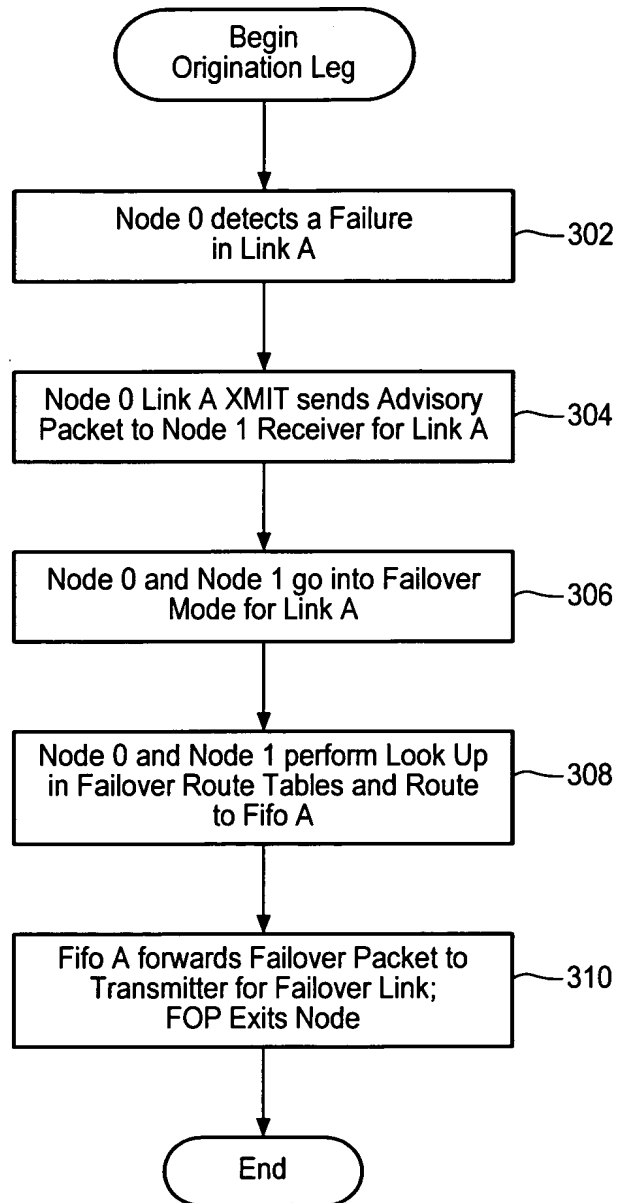 Begin
Origination Leg
Node 0 detects a Failure
in Link A
302
Node 0 Link A XMIT sends Advisory
Packet to Node 1 Receiver for Link A
304
Node 0 and Node 1 go into Failover
Mode for Link A
306
Node 0 and Node 1 perform Look Up
in Failover Route Tables and Route
to Fifo A
308
Fifo A forwards Failover Packet to
Transmitter for Failover Link;
FOP Exits Node
310
End